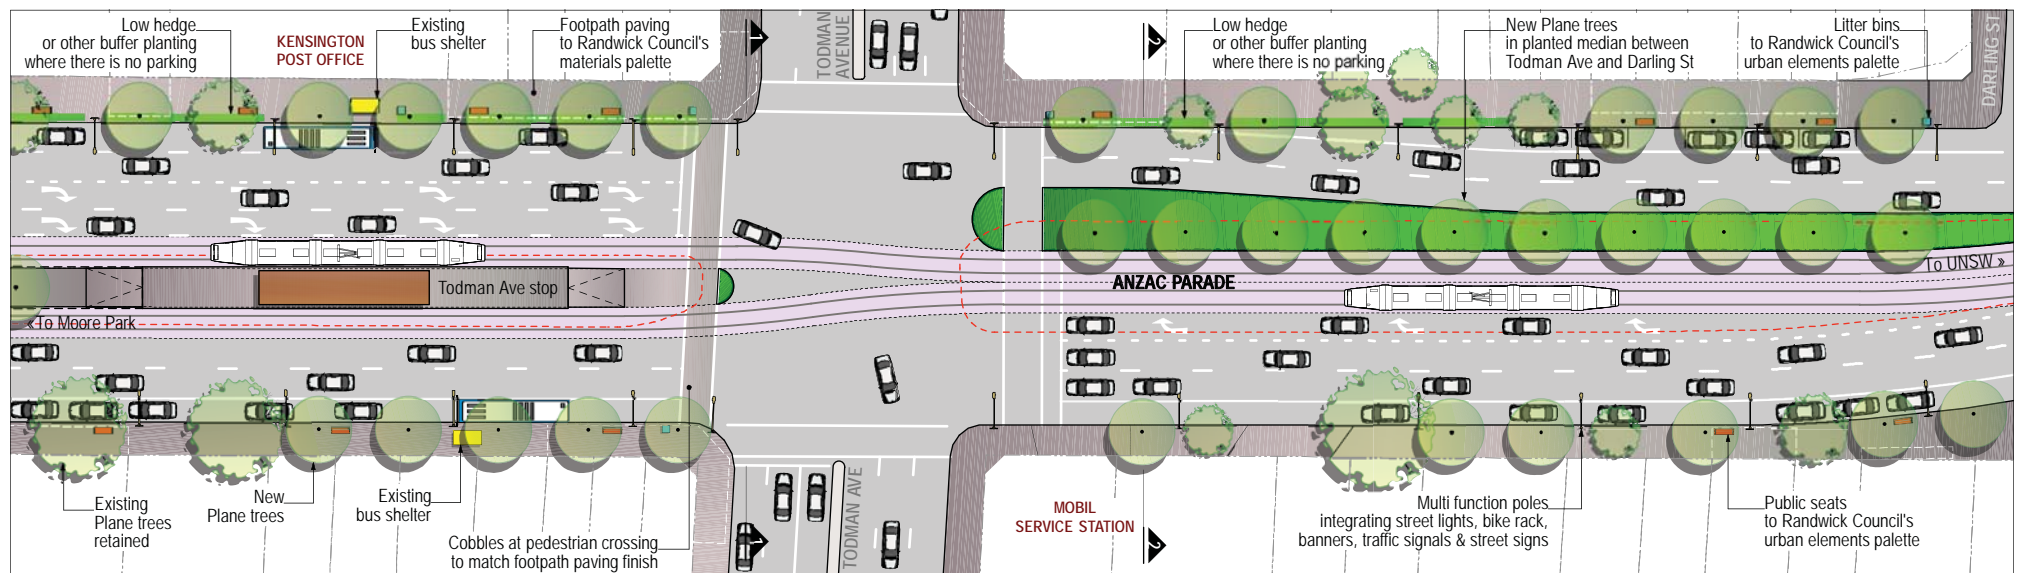 Low hedge
or other buffer planting
where there is no parking
KENSINGTON
POST OFFICE
Existing
bus shelter
Footpath paving
to Randwick Council's
materials palette
1
TODMAN
AVENUE
2
Low hedge
or other buffer planting
where there is no parking
New Plane trees
in planted median between
Todman Ave and Darling St
Litter bins
to Randwick Council's
urban elements palette
DARLING ST
Todman Ave stop
«To Moore Park
ANZAC PARADE
To UNSW »
Existing
Plane trees
retained
New
Plane trees
Existing
bus shelter
Cobbles at pedestrian crossing
to match footpath paving finish
1
TODMAN AVE
MOBIL
SERVICE STATION
2
Multi function poles
integrating street lights, bike rack,
banners, traffic signals & street signs
Public seats
to Randwick Council's
urban elements palette